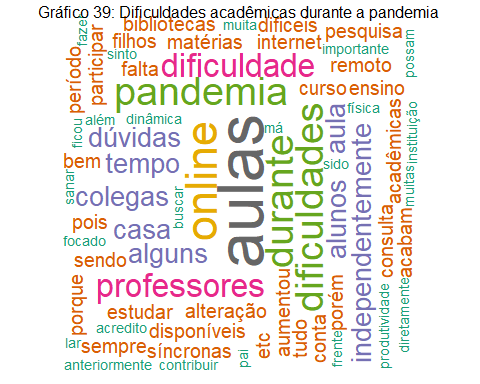 Gráfico 39: Dificuldades acadêmicas durante a pandemia
bibliotecas
muita
difíceis
faze
filhos
matérias
internet
pesquisa
importante
possam
período
participar
sinto
falta
dificuldade
remoto
pandemia
curso
ensino
ficou
além
dinâmica
física
instituição
dúvidas
online
aulas
má
durante
dificuldades
aula
alunos
independentemente
acadêmicas
muitas
bem
tempo
sido
sanar
colegas
buscar
pois
casa
focado
sendo
alguns
consulta
acabam
professores
porque
estudar
alteração
aumentou
porém
produtividade
diretamente
acredito
disponíveis
tudo
conta
etc
lar
sempre
síncronas
pai
frente
anteriormente
contribuir